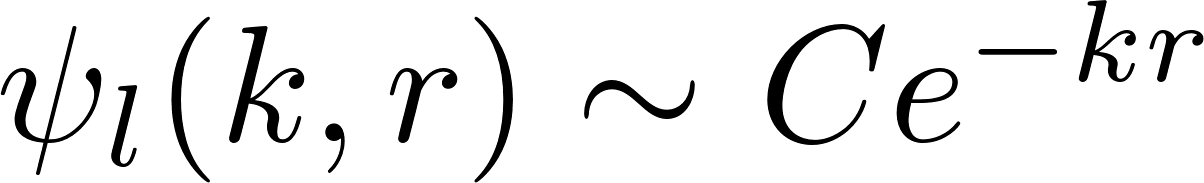 ψ_l(k, r) ∼ Ce^{−kr}